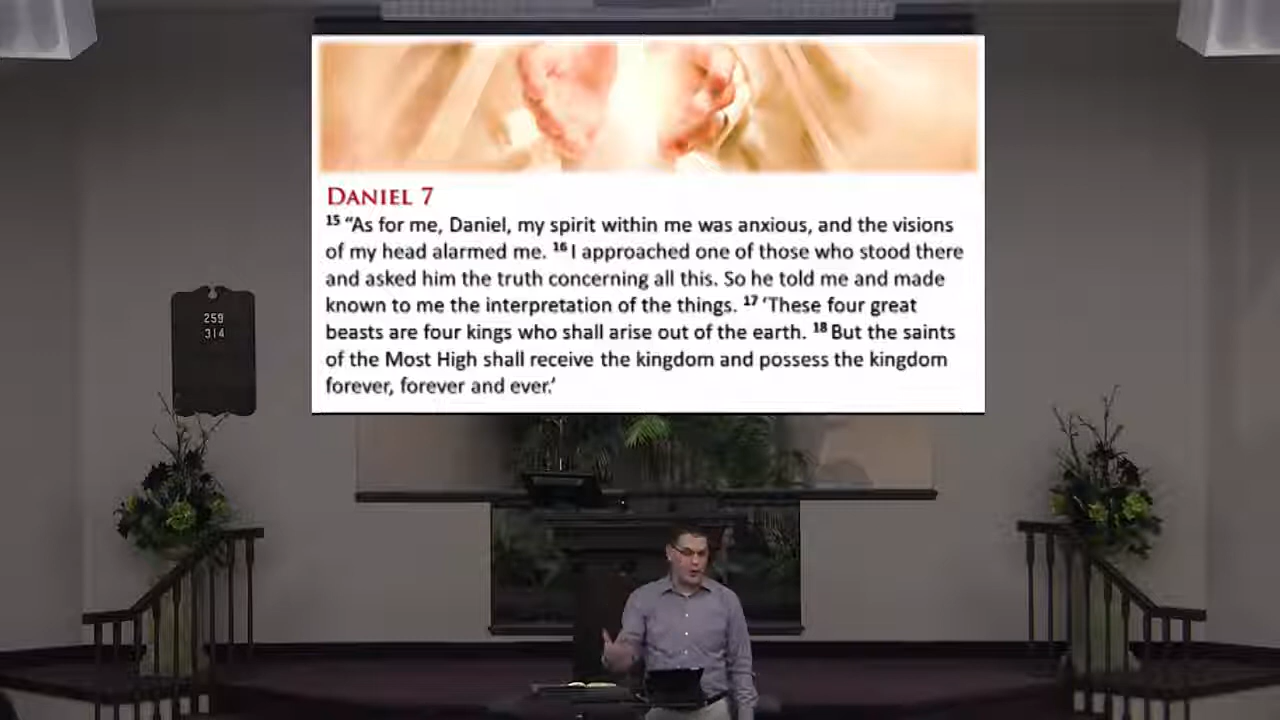 DANIEL 7
15 “As for me, Daniel, my spirit within me was anxious, and the visions
of my head alarmed me. 16 I approached one of those who stood there
and asked him the truth concerning all this. So he told me and made
known to me the interpretation of the things. 17 ‘These four great
beasts are four kings who shall arise out of the earth. 18 But the saints
of the Most High shall receive the kingdom and possess the kingdom
forever, forever and ever.’
259
314